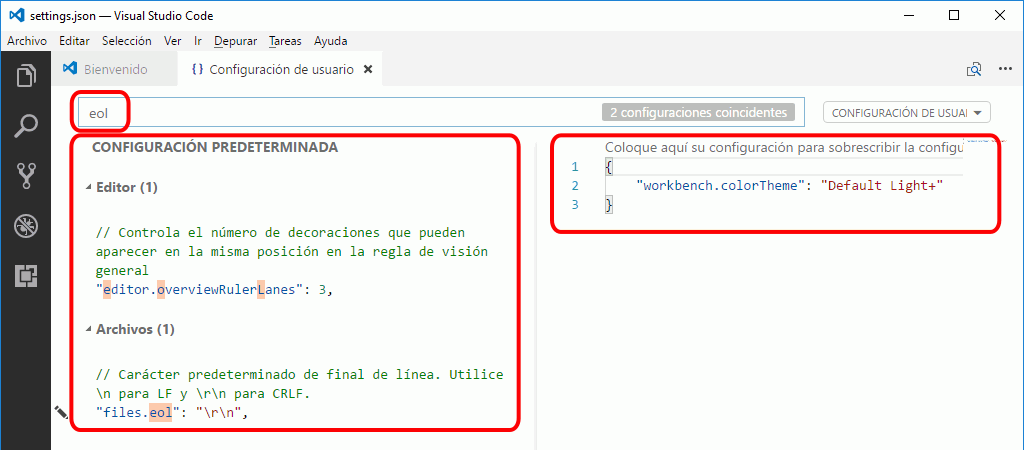 settings.json — Visual Studio Code
Archivo Editar Selección Ver Ir Depurar Tareas Ayuda
Bienvenido
{} Configuración de usuario
eol
2 configuraciones coincidentes
CONFIGURACIÓN DE USUAI
CONFIGURACIÓN PREDETERMINADA
Editor (1)
// Controla el número de decoraciones que pueden
aparecer en la misma posición en la regla de visión
general
"editor.overviewRulerLanes": 3,
Archivos (1)
// Carácter predeterminado de final de línea. Utilice
\n para LF y \r\n para CRLF.
"files.eol": "\r\n",
Coloque aquí su configuración para sobrescribir la configu
1 {
2 "workbench.colorTheme": "Default Light+"
3 }